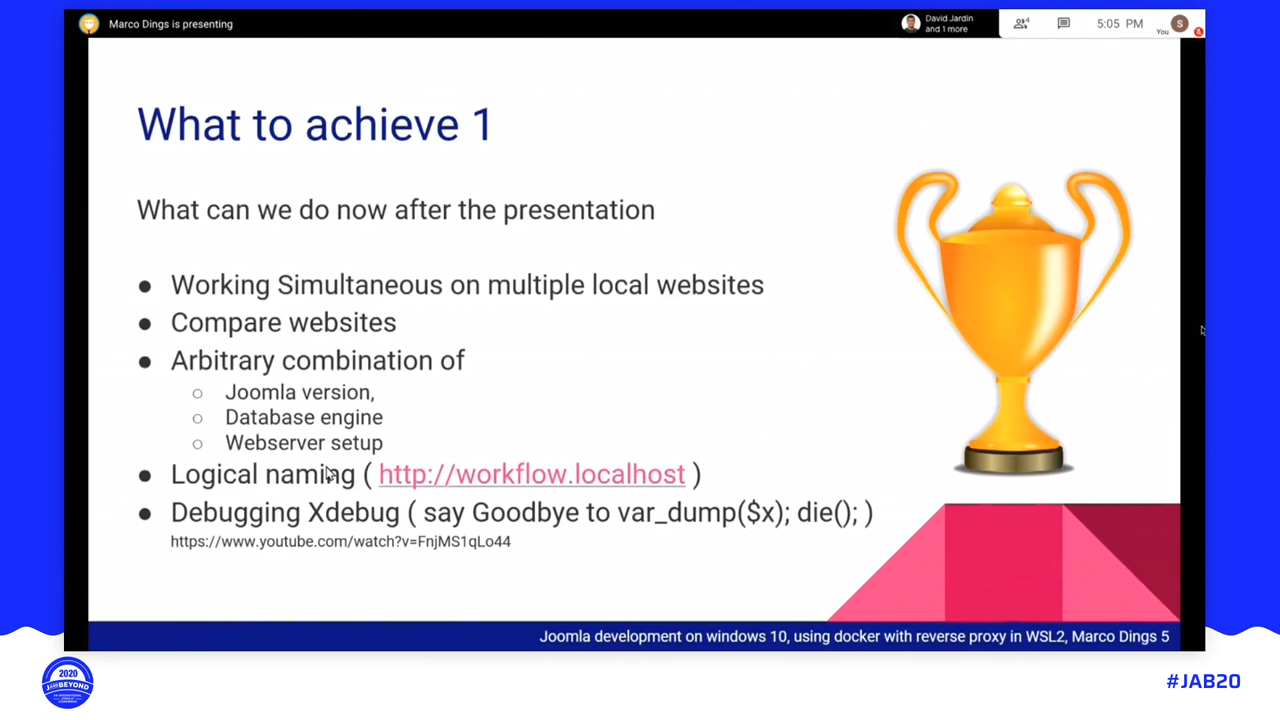 Marco Dings is presenting
David Jardin
and 1 more
4
5:05 PM
You
S
What to achieve 1
What can we do now after the presentation
● Working Simultaneous on multiple local websites
● Compare websites
● Arbitrary combination of
○ Joomla version,
○ Database engine
○ Webserver setup
● Logical naming ( http://workflow.localhost )
● Debugging Xdebug ( say Goodbye to var_dump($x); die(); )
https://www.youtube.com/watch?v=FnjMS1qLo44
Joomla development on windows 10, using docker with reverse proxy in WSL2, Marco Dings 5
2020
BEYOND
#JAB20